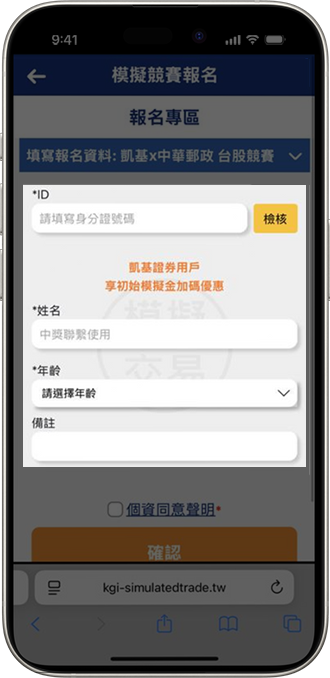 9:41
模擬競賽報名
報名專區
填寫報名資料: 凱基x中華郵政 台股競賽
*ID
請填寫身分證號碼
檢核
凱基證券用戶
享初始模擬金加碼優惠
*姓名
中獎聯繫使用
模擬
交易
*年齡
請選擇年齡
備註
個資同意聲明*
確認
kgi-simulatedtrade.tw